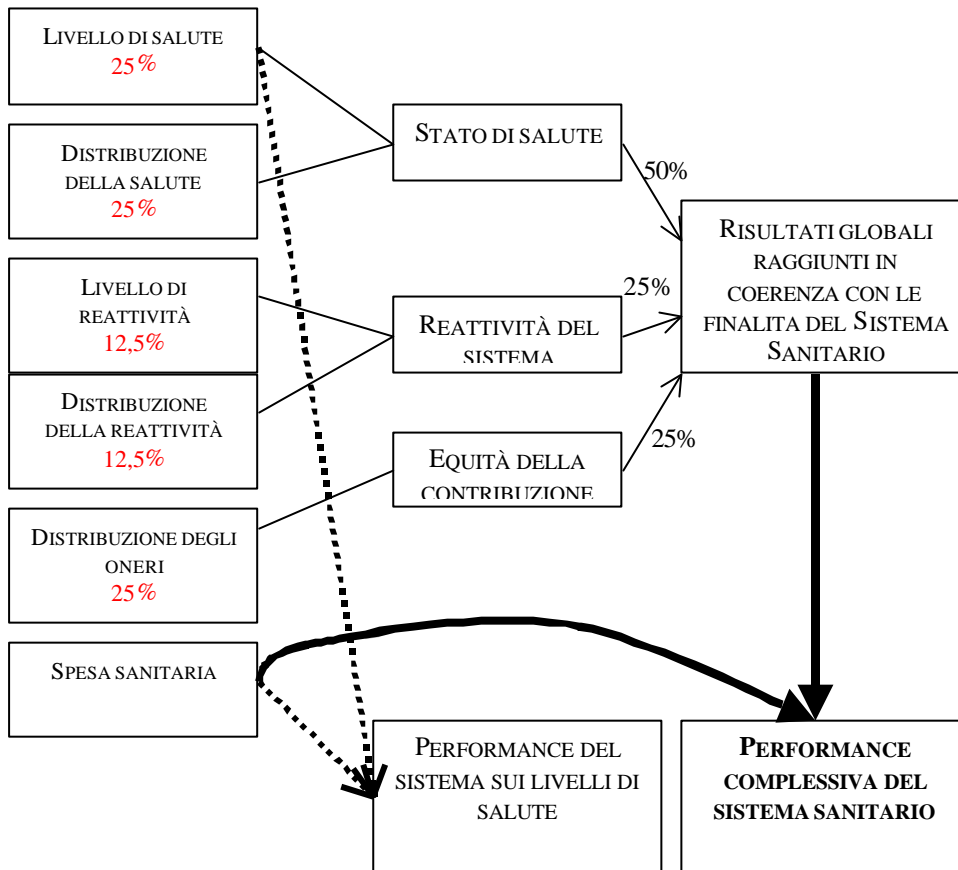 LIVELLO DI SALUTE
25%
DISTRIBUZIONE
DELLA SALUTE
25%
LIVELLO DI
REATTIVITÀ
12,5%
DISTRIBUZIONE
DELLA REATTIVITÀ
12,5%
DISTRIBUZIONE DEGLI
ONERI
25%
SPESA SANITARIA
STATO DI SALUTE
REATTIVITÀ DEL
SISTEMA
EQUITÀ DELLA
CONTRIBUZIONE
50%
25%
25%
RISULTATI GLOBALI
RAGGIUNTI IN
COERENZA CON LE
FINALITA DEL SISTEMA
SANITARIO
PERFORMANCE DEL
SISTEMA SUI LIVELLI DI
SALUTE
PERFORMANCE
COMPLESSIVA DEL
SISTEMA SANITARIO